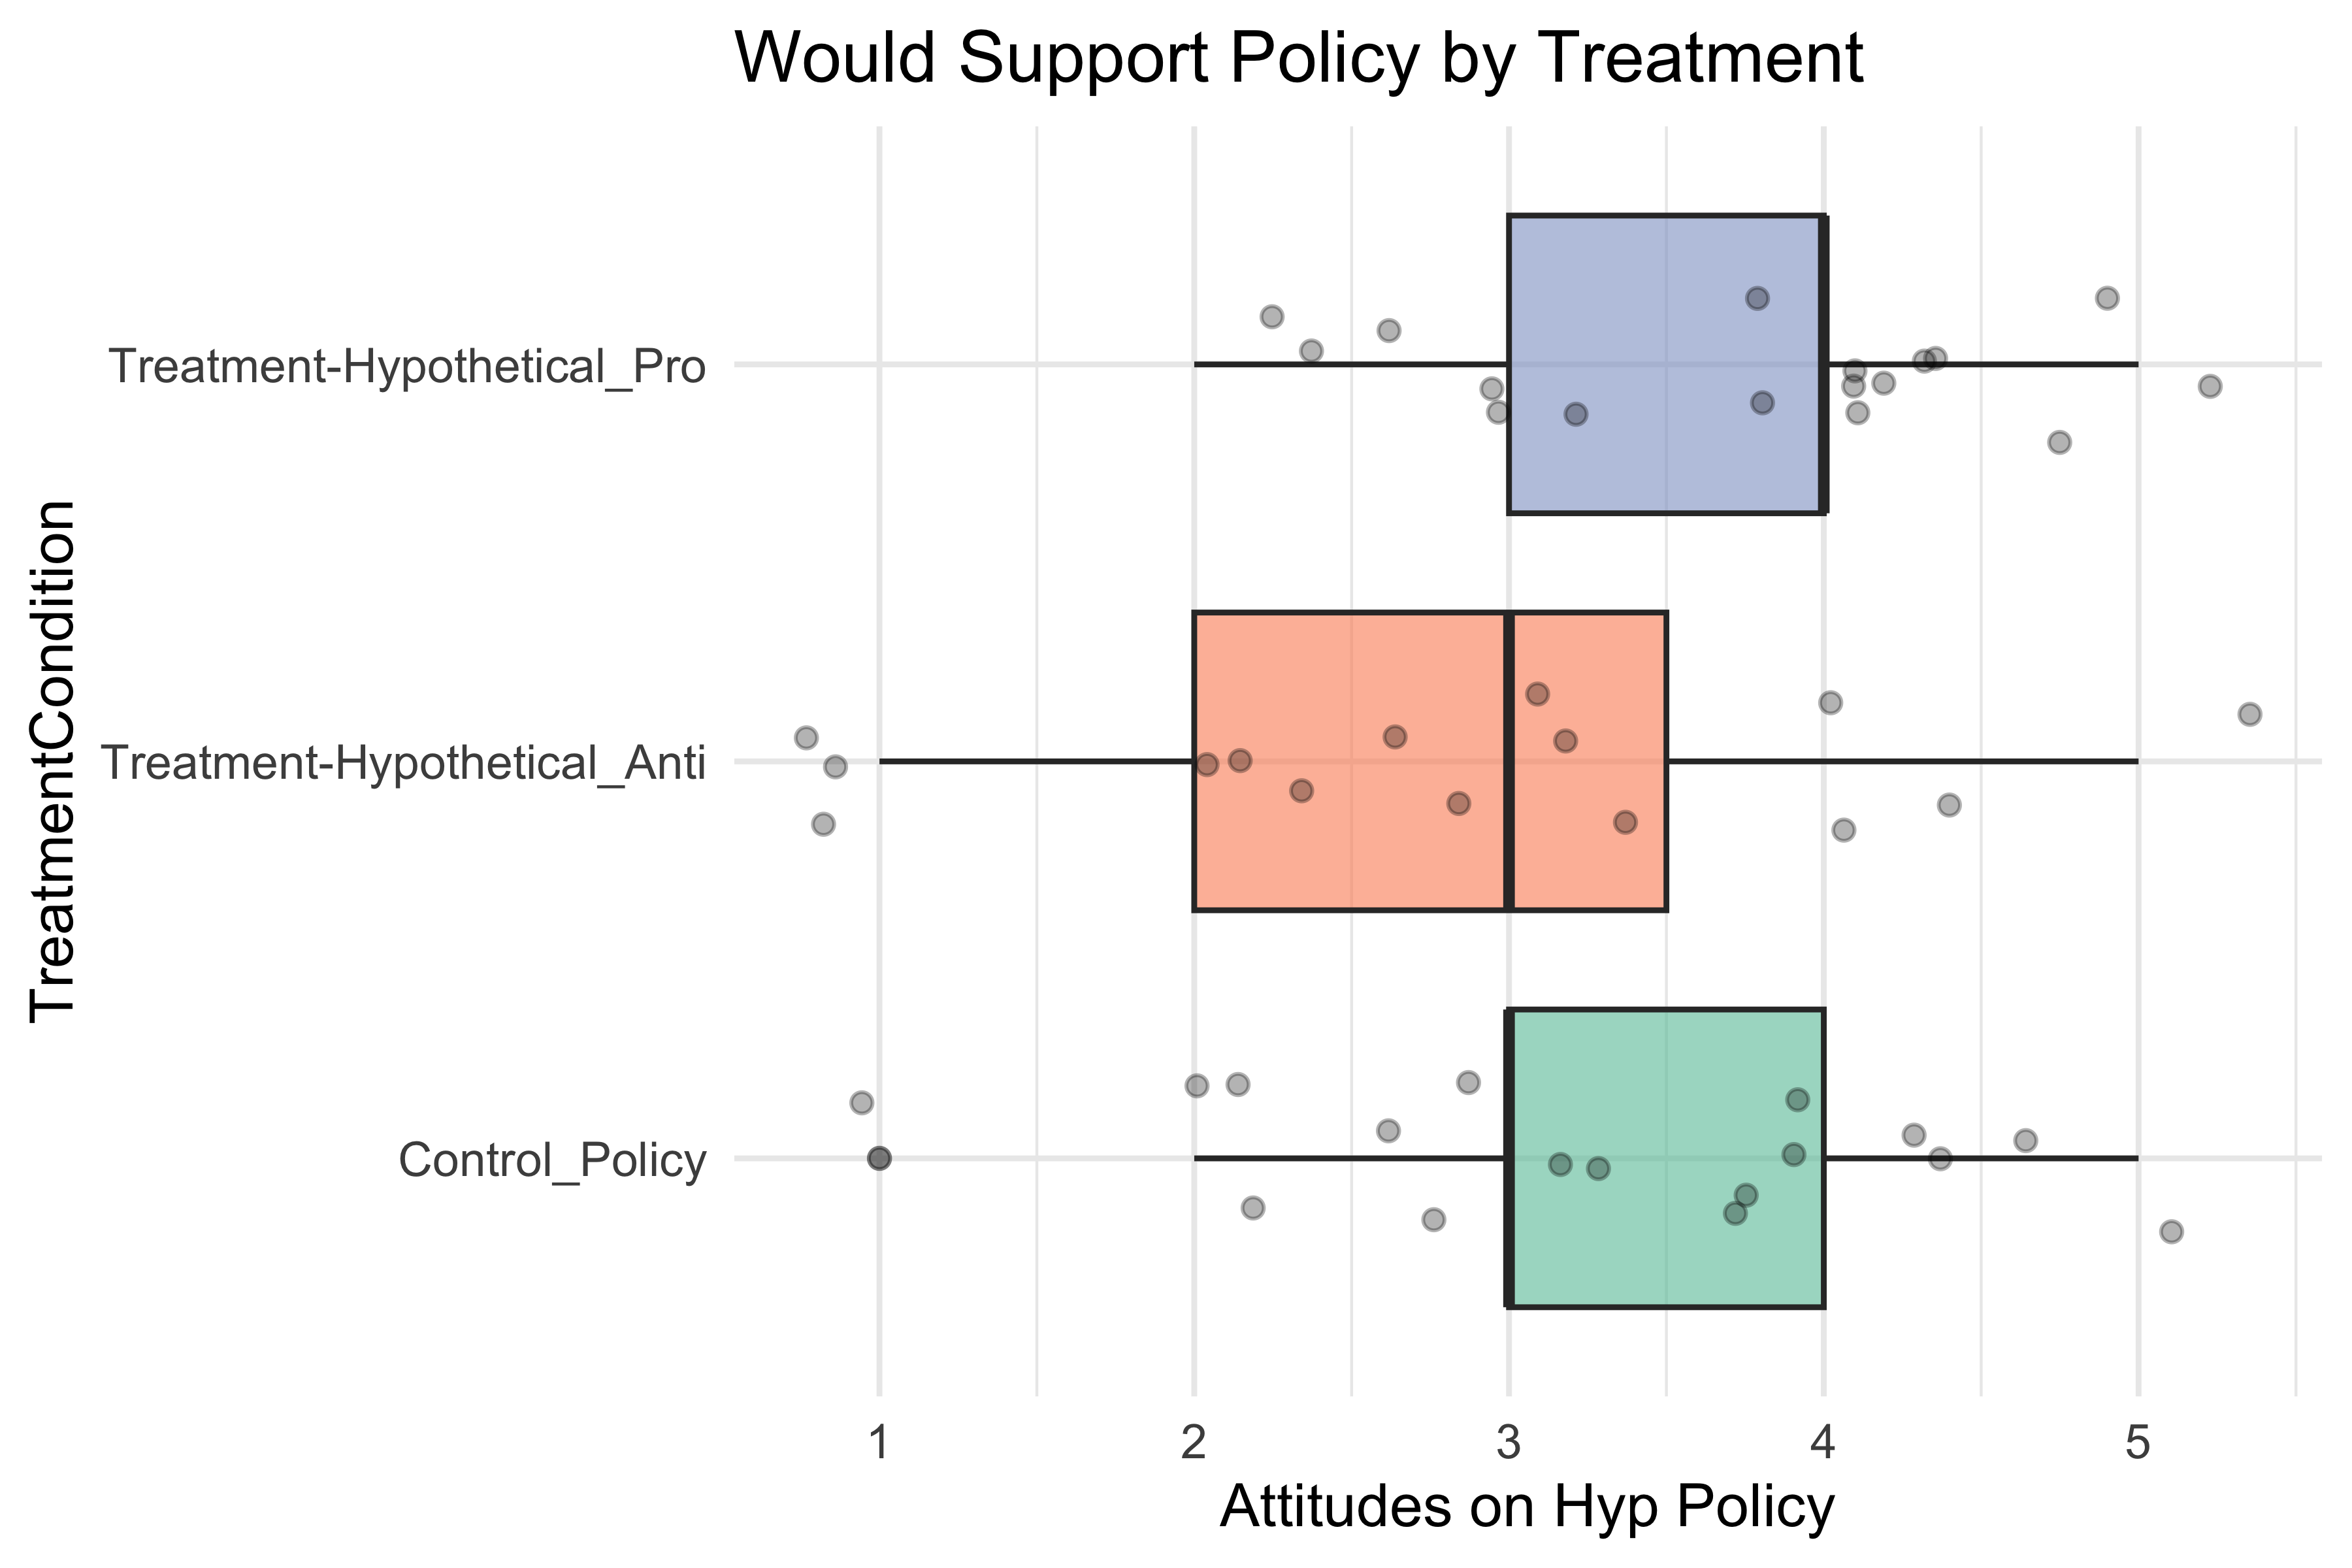 Would Support Policy by Treatment
TreatmentCondition
Treatment-Hypothetical_Pro
Treatment-Hypothetical_Anti
Control_Policy
1 2 3 4 5
Attitudes on Hyp Policy